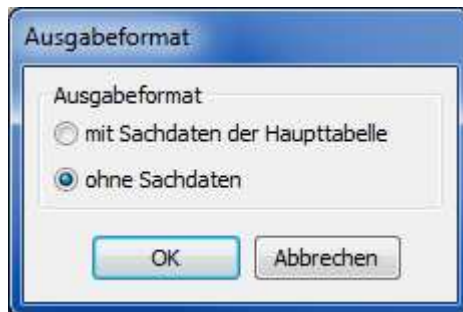 Ausgabeformat
Ausgabeformat
mit Sachdaten der Haupttabelle
ohne Sachdaten
OK Abbrechen